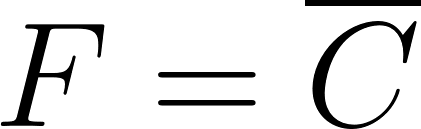 F = C̅